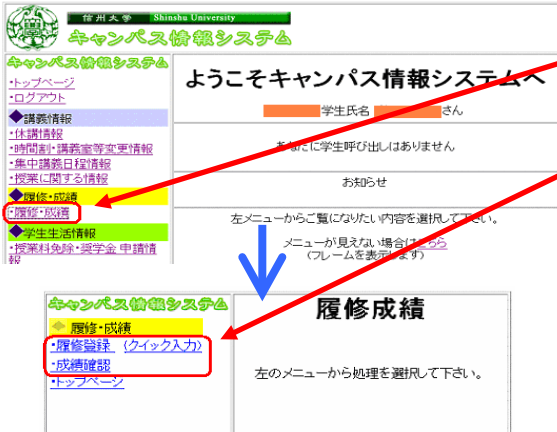 信州大学 Shinshu University
キャンパス情報システム
キャンパス情報システム
・トップページ
・ログアウト
◆講義情報
・休講情報
・時間割・講義室等変更情報
・集中講義日程情報
・授業に関する情報
◆履修・成績
・履修・成績
◆学生生活情報
・授業料免除・奨学金 申請情報
ようこそキャンパス情報システムへ
学生氏名 さん
あなたに学生呼び出しはありません
お知らせ
左メニューからご覧になりたい内容を選択して下さい。
メニューが見えない場合はこちら
(フレームを表示します)
キャンパス情報システム
履修・成績
・履修登録 (クイック入力)
・成績確認
・トップページ
履修成績
左のメニューから処理を選択して下さい。